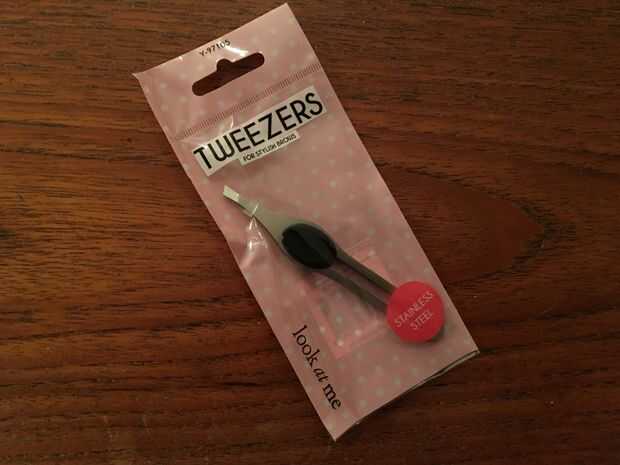 Y-97105
TWEEZERS
FOR STYLISH BROWS
STAINLESS
STEEL
look at me